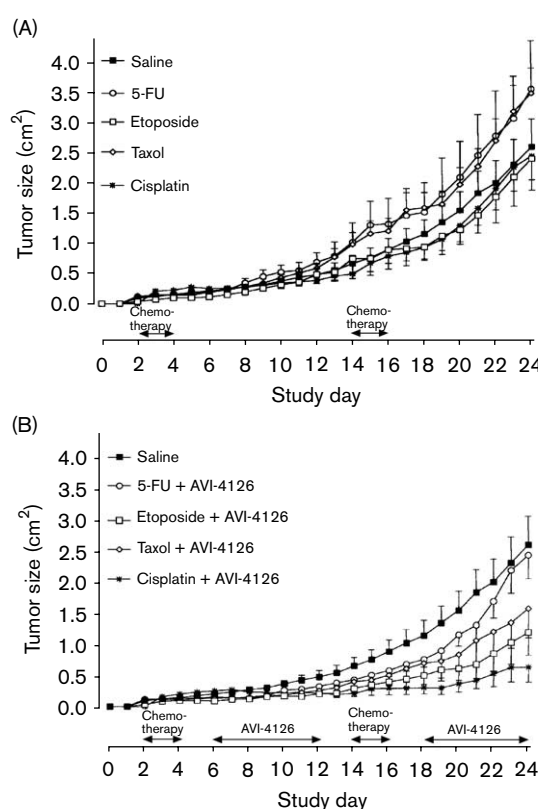 (A)
4.0
3.5
3.0
2.5
2.0
1.5
1.0
0.5
0.0
Tumor size (cm²)
Saline
5-FU
Etoposide
Taxol
Cisplatin
Chemo-
therapy
Chemo-
therapy
0 2 4 6 8 10 12 14 16 18 20 22 24
Study day
(B)
4.0
3.5
3.0
2.5
2.0
1.5
1.0
0.5
0.0
Tumor size (cm²)
Saline
5-FU + AVI-4126
Etoposide + AVI-4126
Taxol + AVI-4126
Cisplatin + AVI-4126
Chemo-
therapy
AVI-4126
Chemo-
therapy
AVI-4126
0 2 4 6 8 10 12 14 16 18 20 22 24
Study day